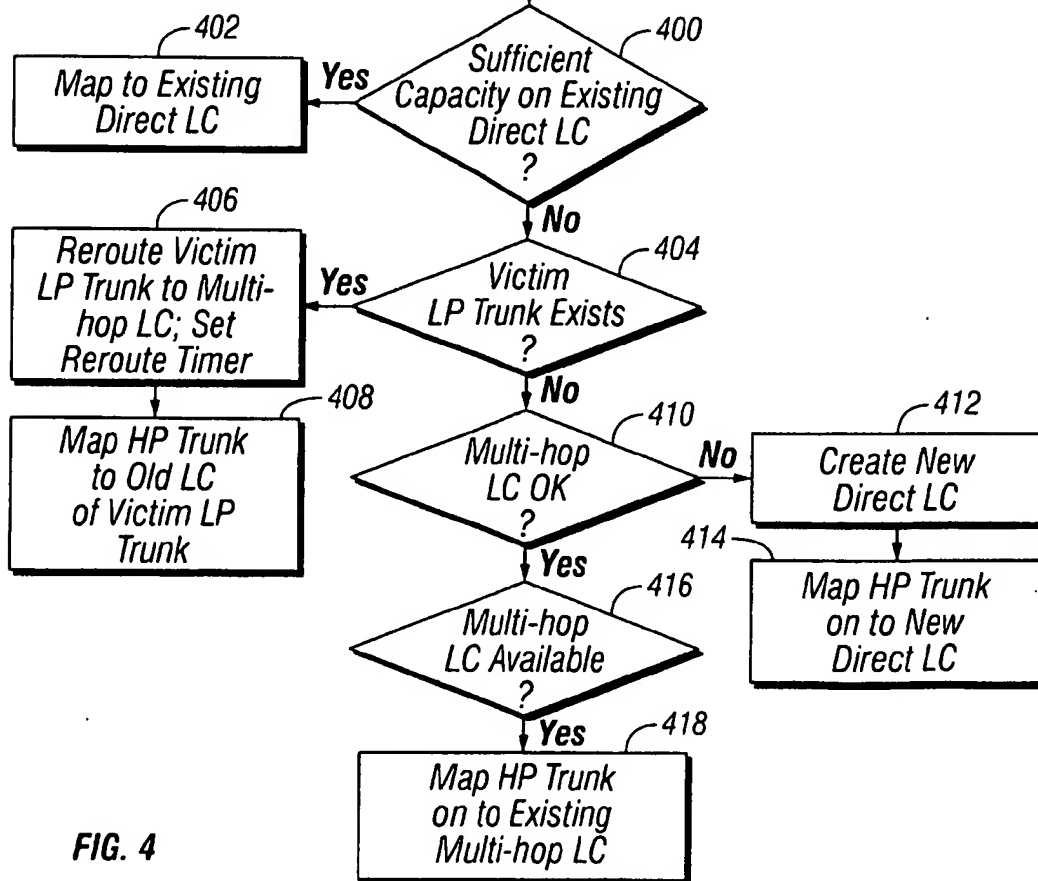 402
Map to Existing
Direct LC
Yes
400
Sufficient
Capacity on Existing
Direct LC
?
No
406
Reroute Victim
LP Trunk to Multi-
hop LC; Set
Reroute Timer
Yes
404
Victim
LP Trunk Exists
?
No
408
Map HP Trunk
to Old LC
of Victim LP
Trunk
410
Multi-hop
LC OK
?
No
412
Create New
Direct LC
Yes
414
Map HP Trunk
on to New
Direct LC
416
Multi-hop
LC Available
?
Yes
418
Map HP Trunk
on to Existing
Multi-hop LC
FIG. 4